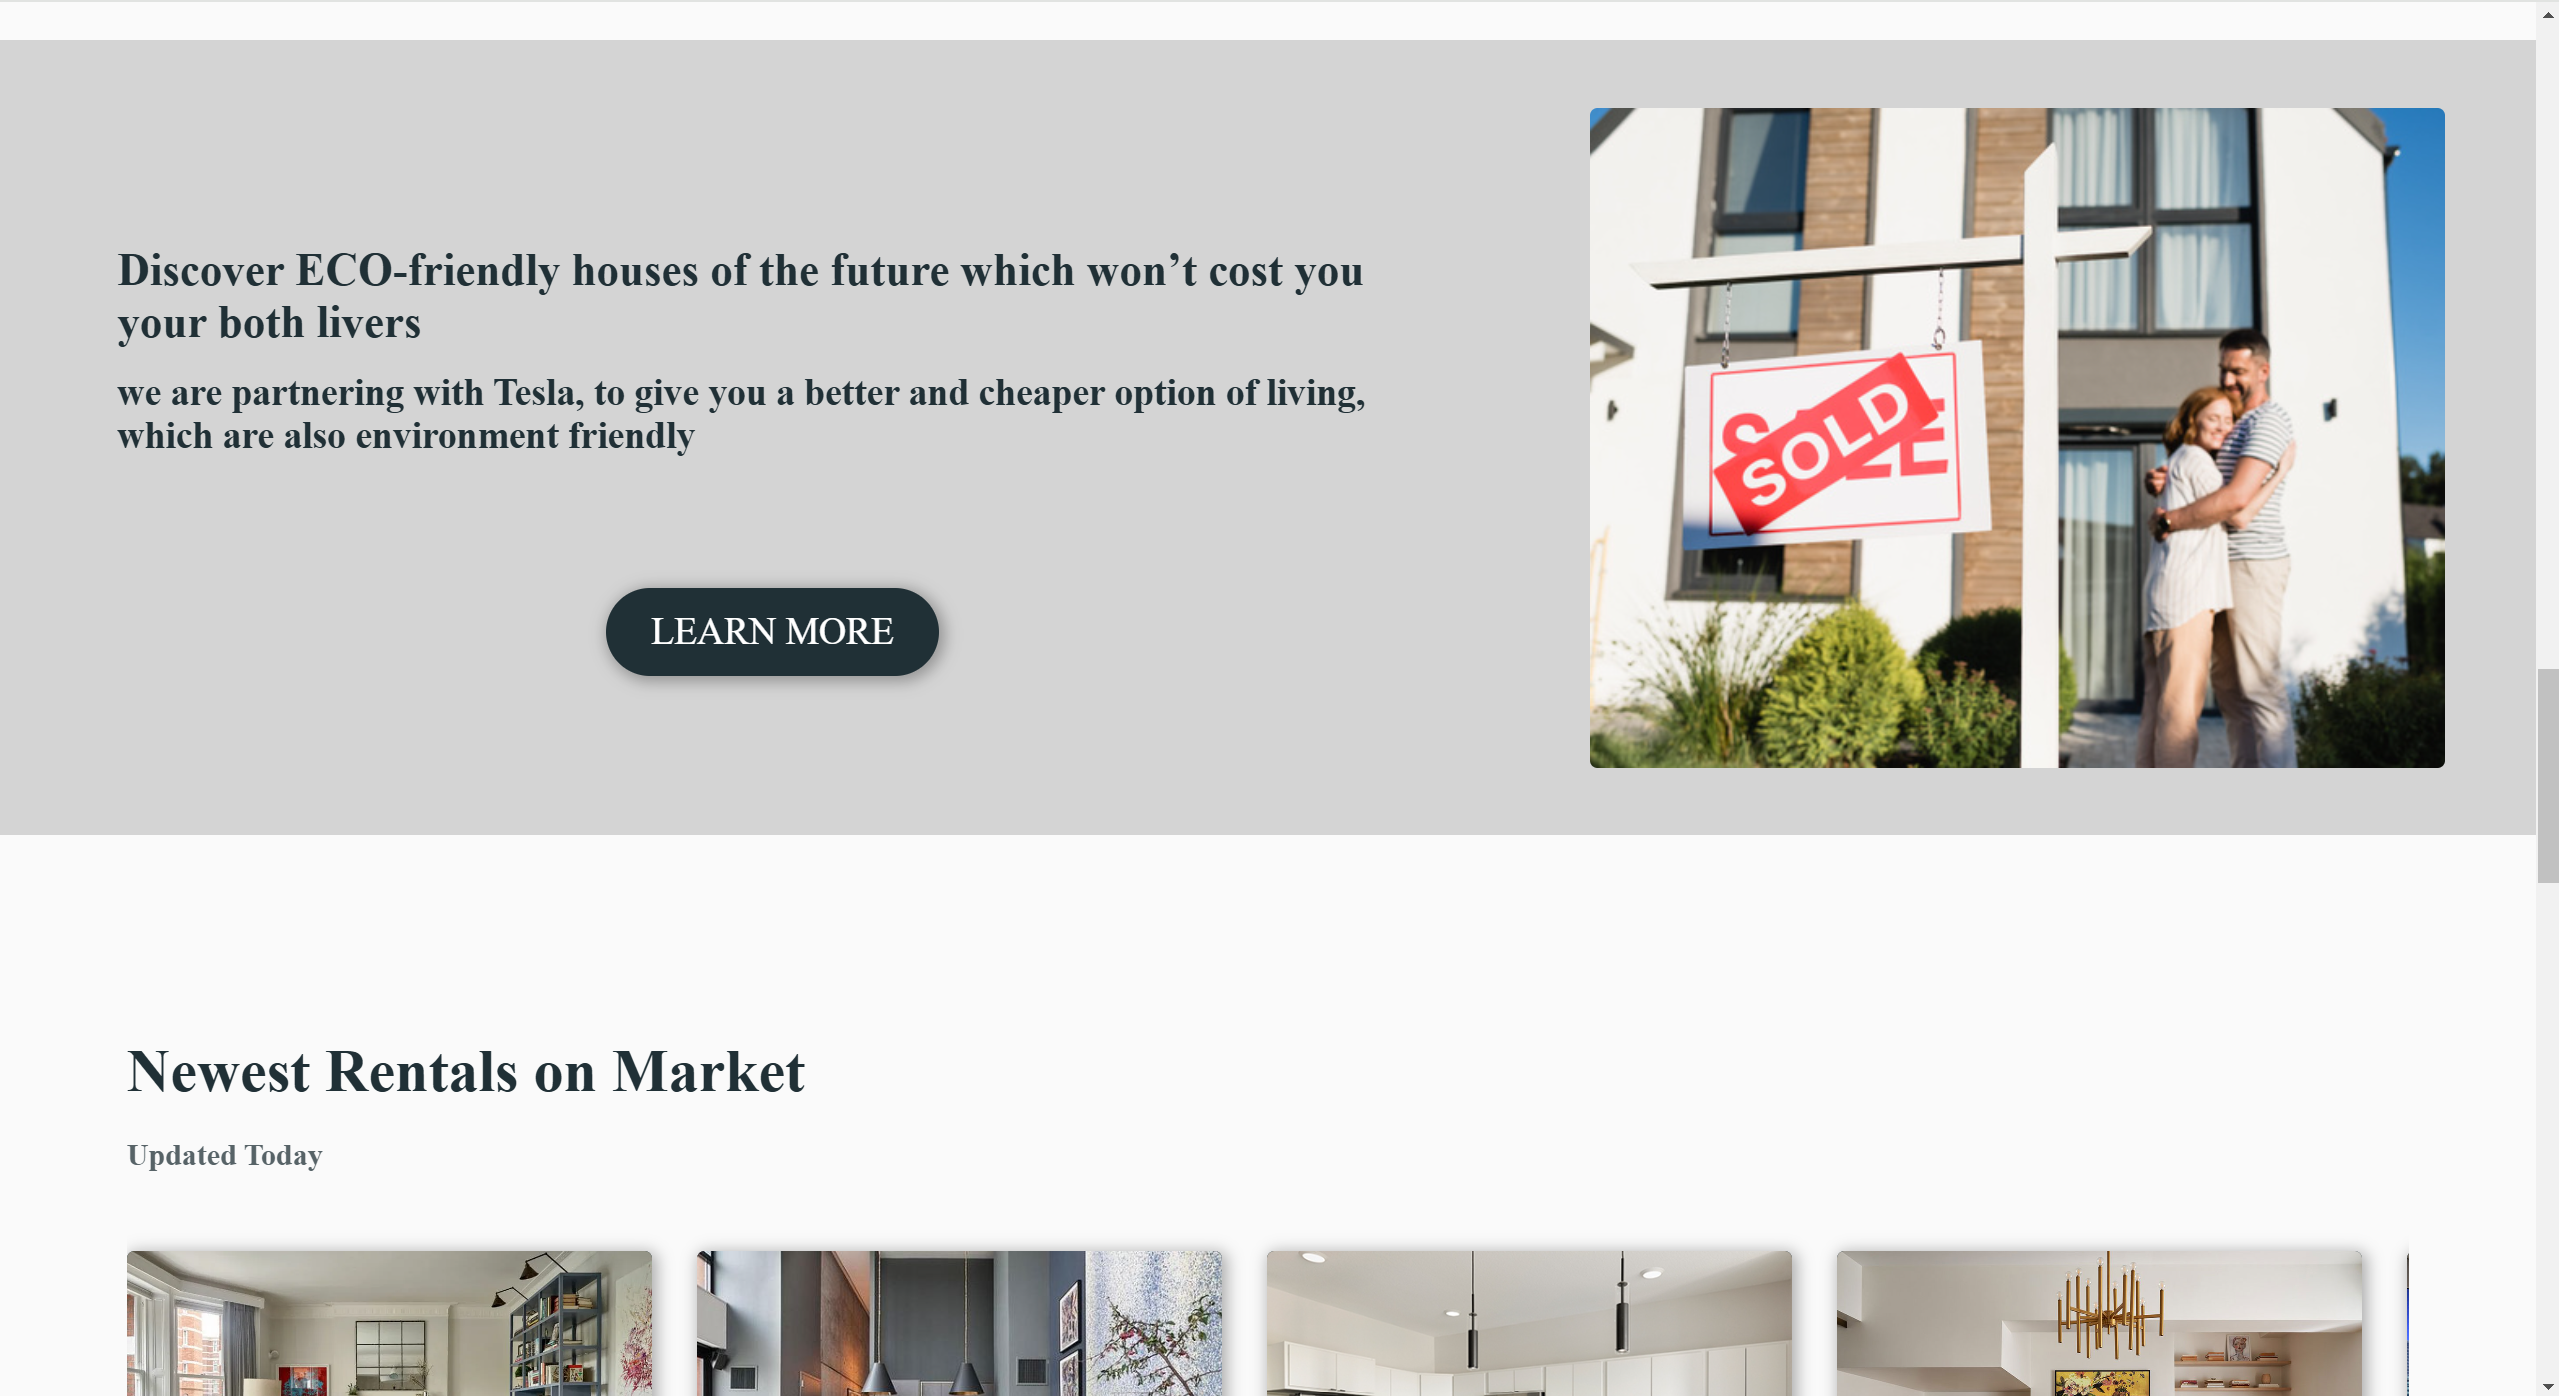 Discover ECO-friendly houses of the future which won’t cost you
your both livers
we are partnering with Tesla, to give you a better and cheaper option of living,
which are also environment friendly
LEARN MORE
SOLD
Newest Rentals on Market
Updated Today